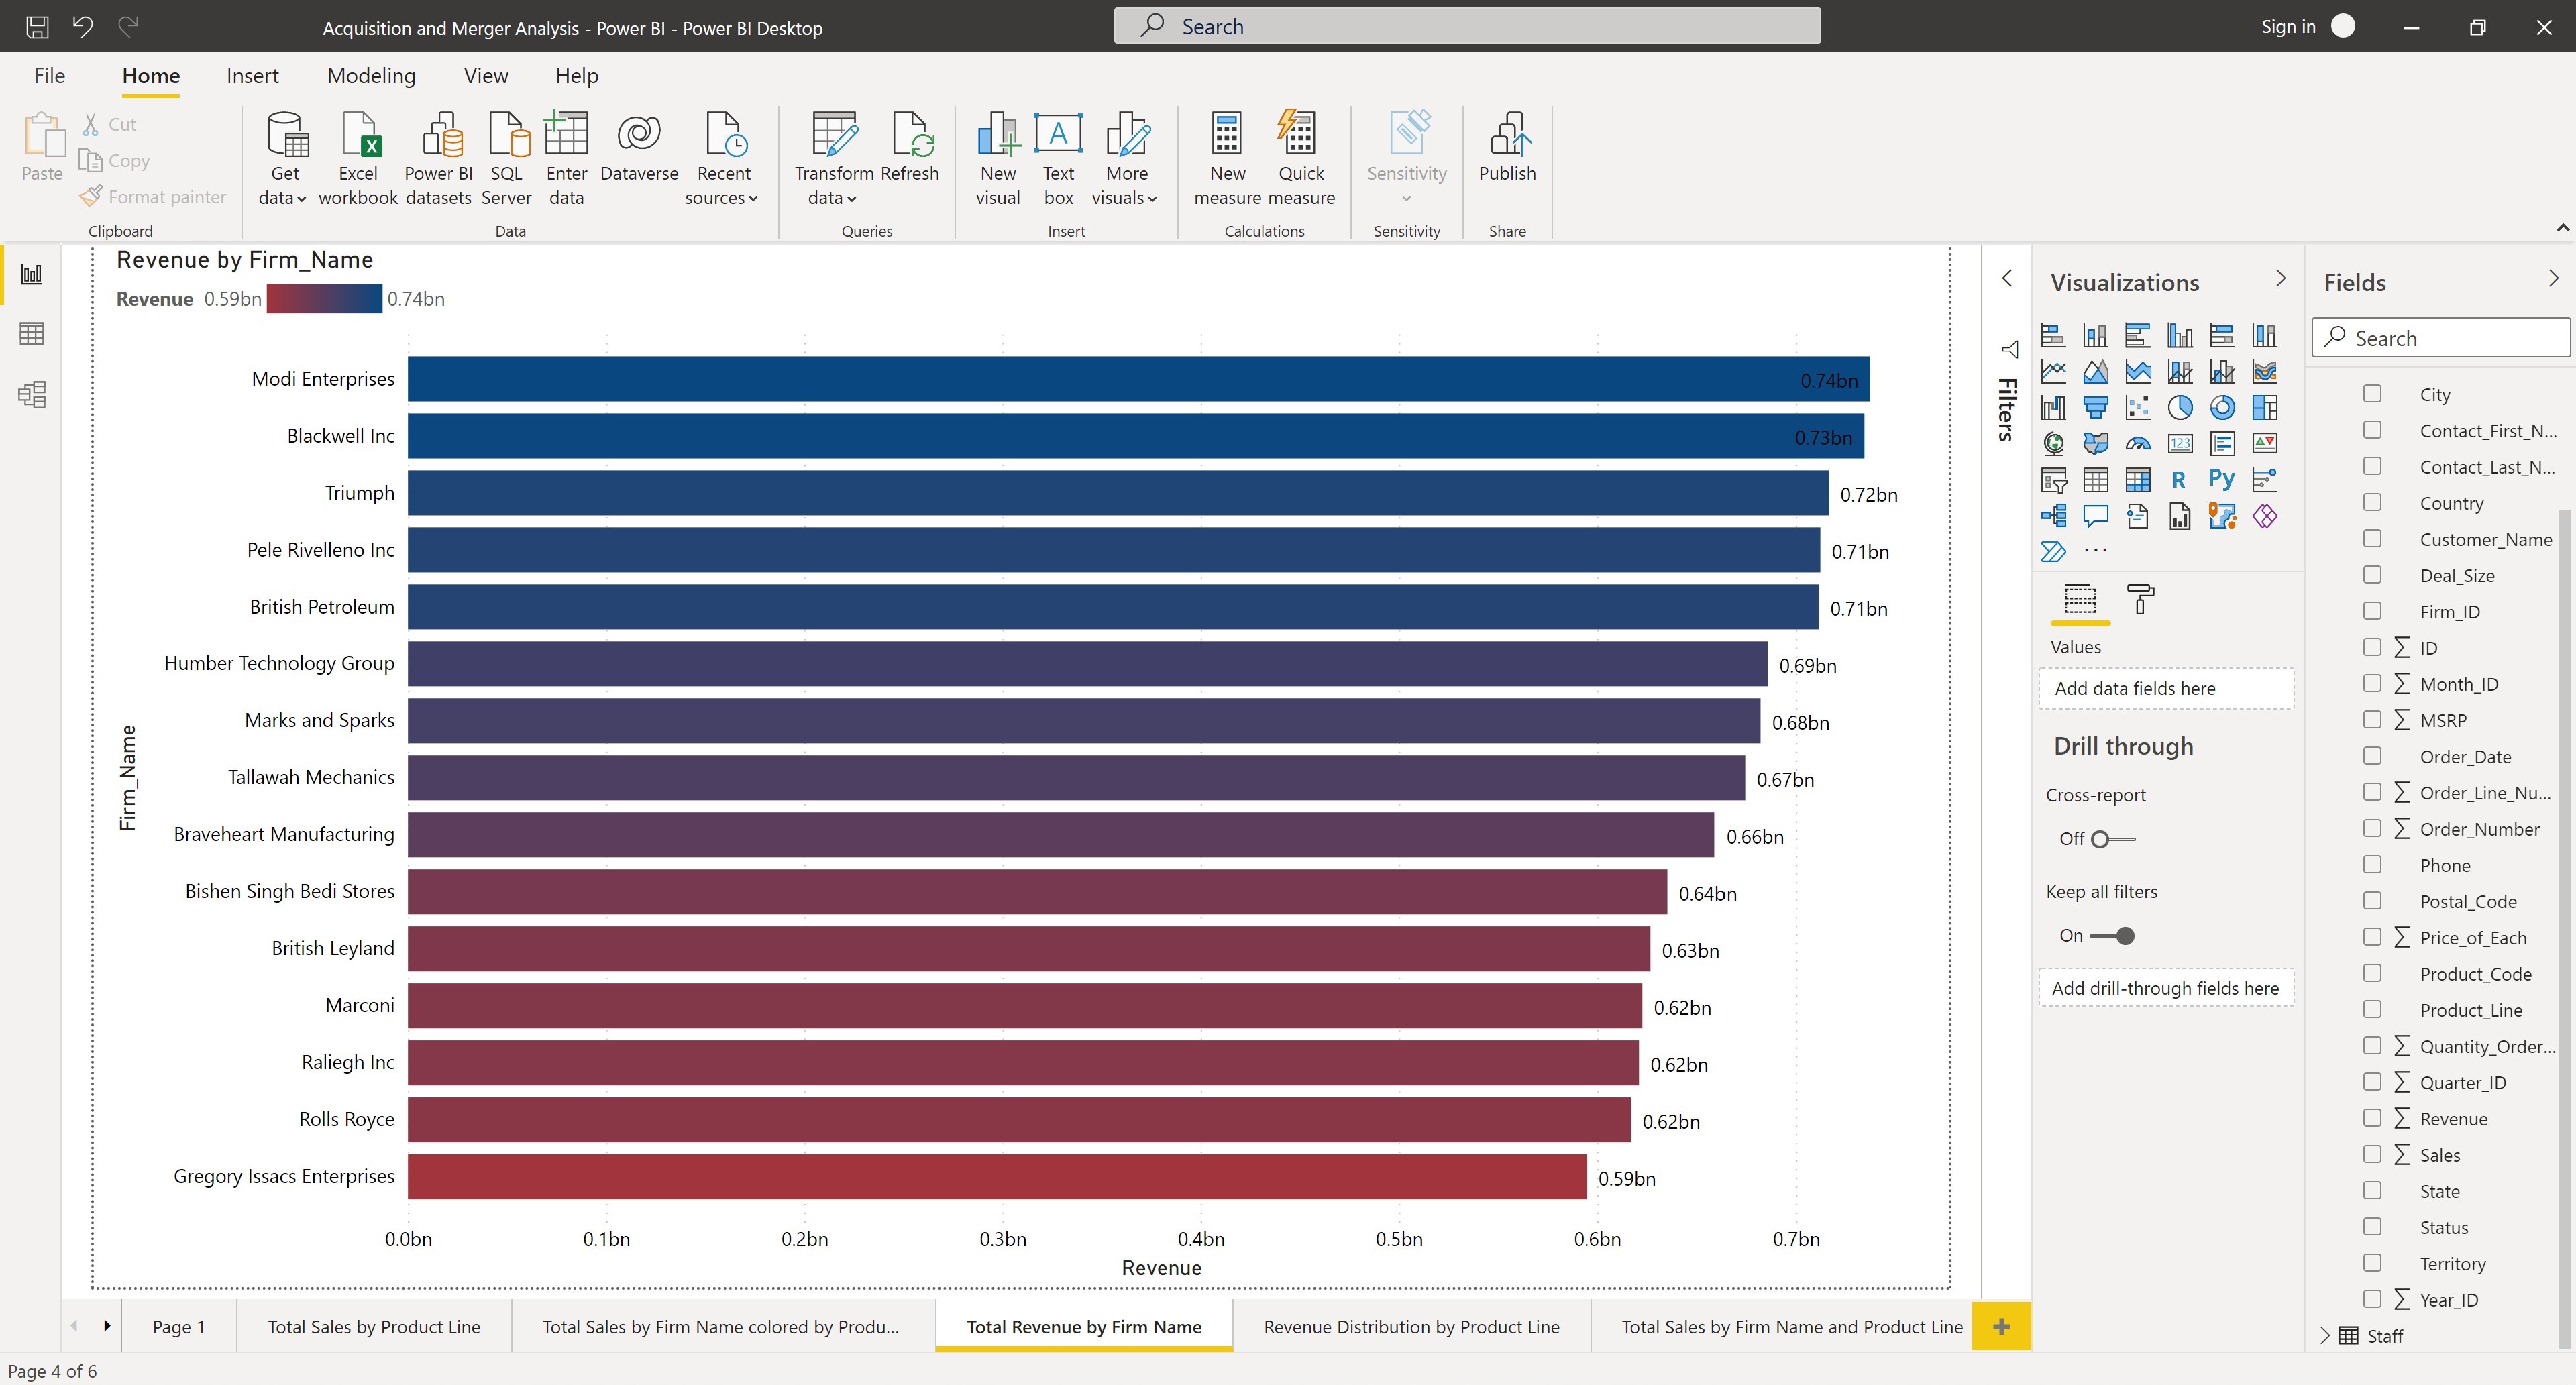 Acquisition and Merger Analysis - Power BI - Power BI Desktop
Search
Sign in
File
Home
Insert
Modeling
View
Help
Paste
Cut
Copy
Format painter
Clipboard
Get data
Excel workbook
Power BI datasets
SQL Server
Enter data
Dataverse
Recent sources
Data
Transform data
Refresh
Queries
New visual
A
Text box
More visuals
Insert
New measure
Quick measure
Calculations
Sensitivity
Sensitivity
Publish
Share
Revenue by Firm_Name
Revenue 0.59bn 0.74bn
Firm_Name
Modi Enterprises 0.74bn
Blackwell Inc 0.73bn
Triumph 0.72bn
Pele Rivelleno Inc 0.71bn
British Petroleum 0.71bn
Humber Technology Group 0.69bn
Marks and Sparks 0.68bn
Tallawah Mechanics 0.67bn
Braveheart Manufacturing 0.66bn
Bishen Singh Bedi Stores 0.64bn
British Leyland 0.63bn
Marconi 0.62bn
Raliegh Inc 0.62bn
Rolls Royce 0.62bn
Gregory Issacs Enterprises 0.59bn
0.0bn 0.1bn 0.2bn 0.3bn 0.4bn 0.5bn 0.6bn 0.7bn
Revenue
Filters
Visualizations
123
R
Py
...
Values
Add data fields here
Drill through
Cross-report
Off
Keep all filters
On
Add drill-through fields here
Fields
Search
City
Contact_First_N...
Contact_Last_N...
Country
Customer_Name
Deal_Size
Firm_ID
∑ ID
∑ Month_ID
∑ MSRP
Order_Date
∑ Order_Line_Nu...
∑ Order_Number
Phone
Postal_Code
∑ Price_of_Each
Product_Code
Product_Line
∑ Quantity_Order...
∑ Quarter_ID
∑ Revenue
∑ Sales
State
Status
Territory
∑ Year_ID
Staff
Page 1
Total Sales by Product Line
Total Sales by Firm Name colored by Produ...
Total Revenue by Firm Name
Revenue Distribution by Product Line
Total Sales by Firm Name and Product Line
+
Page 4 of 6